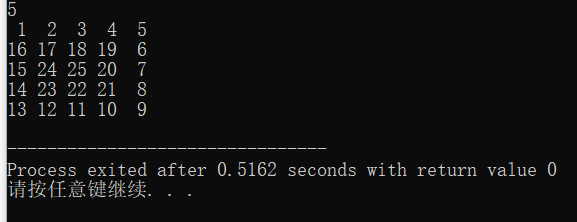 5
 1  2  3  4  5
16 17 18 19  6
15 24 25 20  7
14 23 22 21  8
13 12 11 10  9
--------------------------------
Process exited after 0.5162 seconds with return value 0
请按任意键继续. . .